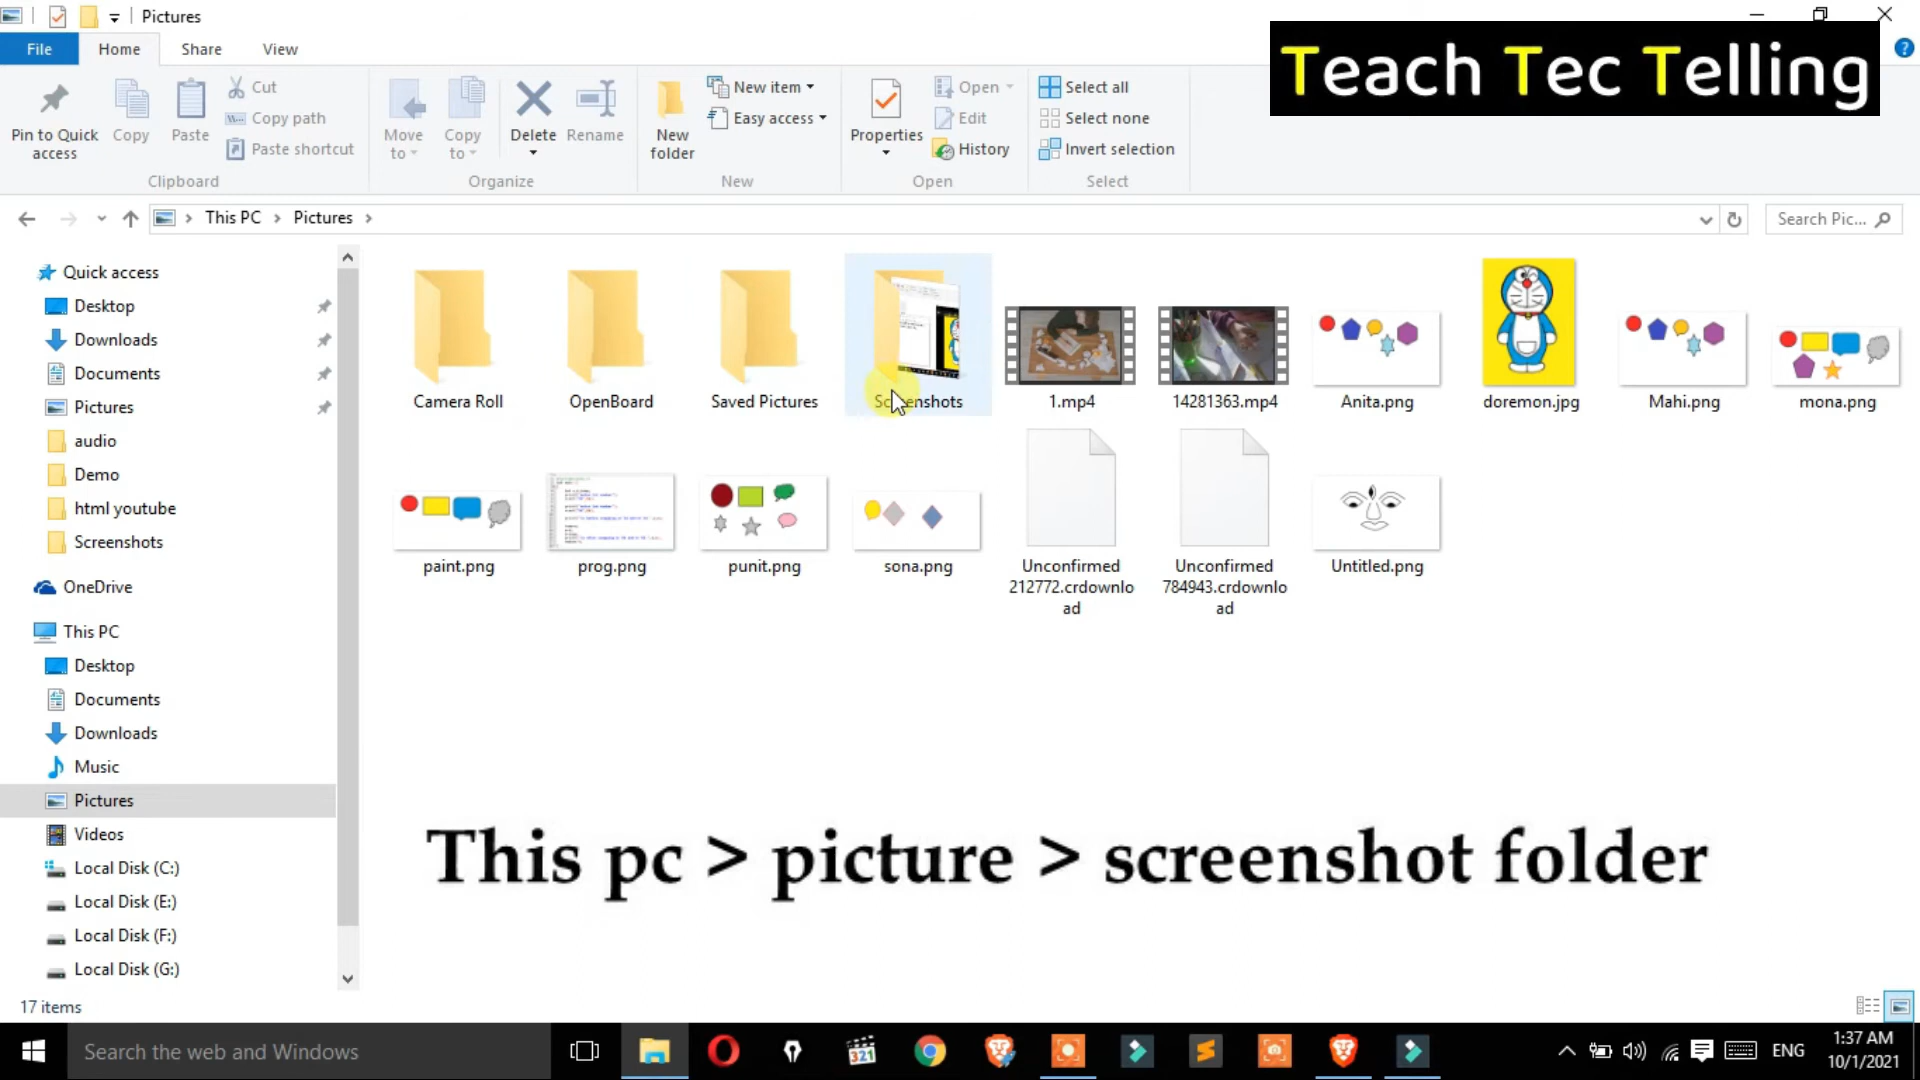 Pictures
File Home Share View
Teach Tec Telling
Pin to Quick access
Copy
Paste
Cut
Copy path
Paste shortcut
Clipboard
Move to
Copy to
Delete
Rename
Organize
New folder
New item
Easy access
New
Properties
Open
Edit
History
Open
Select all
Select none
Invert selection
Select
This PC > Pictures >
Search Pic...
Quick access
Desktop
Downloads
Documents
Pictures
audio
Demo
html youtube
Screenshots
OneDrive
This PC
Desktop
Documents
Downloads
Music
Pictures
Videos
Local Disk (C:)
Local Disk (E:)
Local Disk (F:)
Local Disk (G:)
Camera Roll
OpenBoard
Saved Pictures
Screenshots
1.mp4
14281363.mp4
Anita.png
doremon.jpg
Mahi.png
mona.png
paint.png
prog.png
punit.png
sona.png
Unconfirmed
212772.crdownlo
ad
Unconfirmed
784943.crdownlo
ad
Untitled.png
This pc > picture > screenshot folder
17 items
Search the web and Windows
321
ENG
1:37 AM
10/1/2021